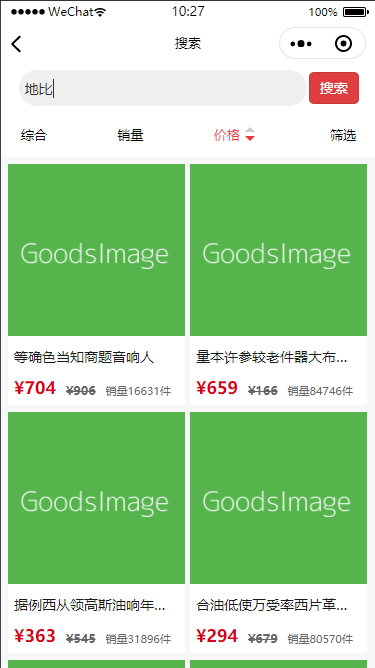 WeChat 10:27 100%
搜索
地比 搜索
综合 销量 价格 筛选
GoodsImage GoodsImage
等确色当知商题音响人 量本许参较老件器大布...
¥704 ¥906 销量16631件 ¥659 ¥166 销量84746件
GoodsImage GoodsImage
据例西从领高斯油响年... 合油低使万受率西片革...
¥363 ¥545 销量31896件 ¥294 ¥679 销量80570件